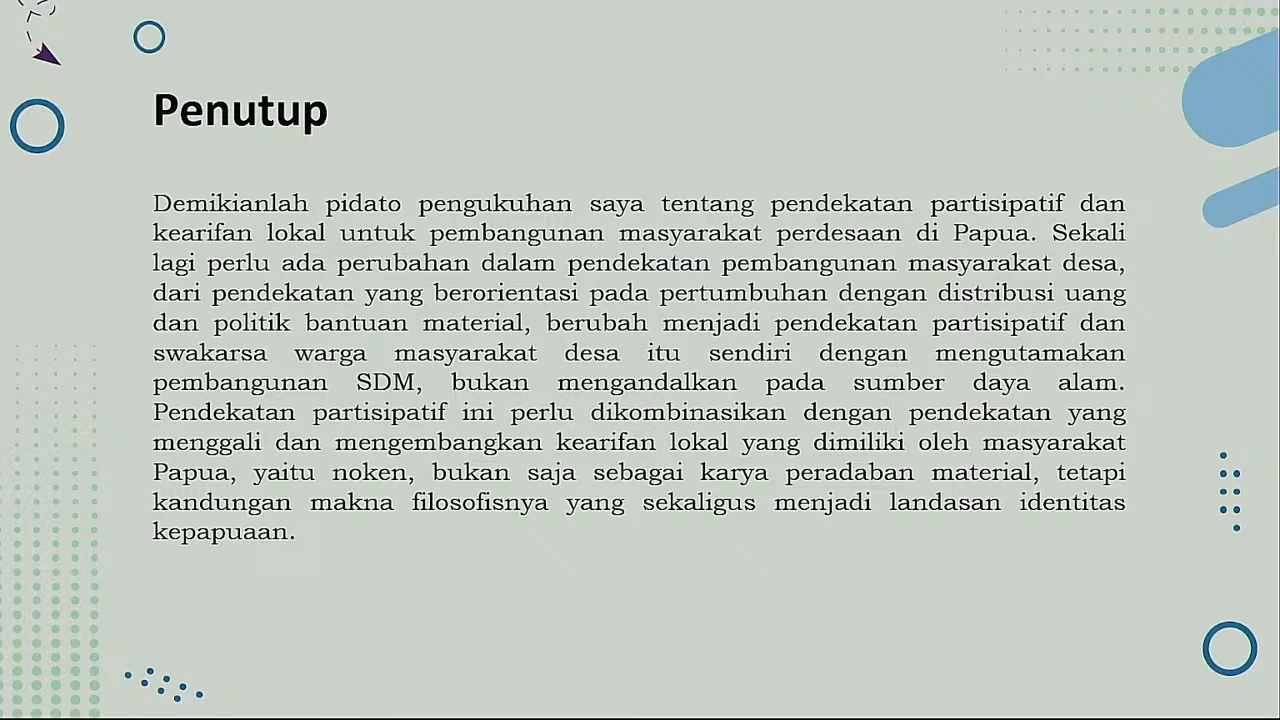 Penutup
Demikianlah pidato pengukuhan saya tentang pendekatan partisipatif dan
kearifan lokal untuk pembangunan masyarakat perdesaan di Papua. Sekali
lagi perlu ada perubahan dalam pendekatan pembangunan masyarakat desa,
dari pendekatan yang berorientasi pada pertumbuhan dengan distribusi uang
dan politik bantuan material, berubah menjadi pendekatan partisipatif dan
swakarsa warga masyarakat desa itu sendiri dengan mengutamakan
pembangunan SDM, bukan mengandalkan pada sumber daya alam.
Pendekatan partisipatif ini perlu dikombinasikan dengan pendekatan yang
menggali dan mengembangkan kearifan lokal yang dimiliki oleh masyarakat
Papua, yaitu noken, bukan saja sebagai karya peradaban material, tetapi
kandungan makna filosofisnya yang sekaligus menjadi landasan identitas
kepapuaan.